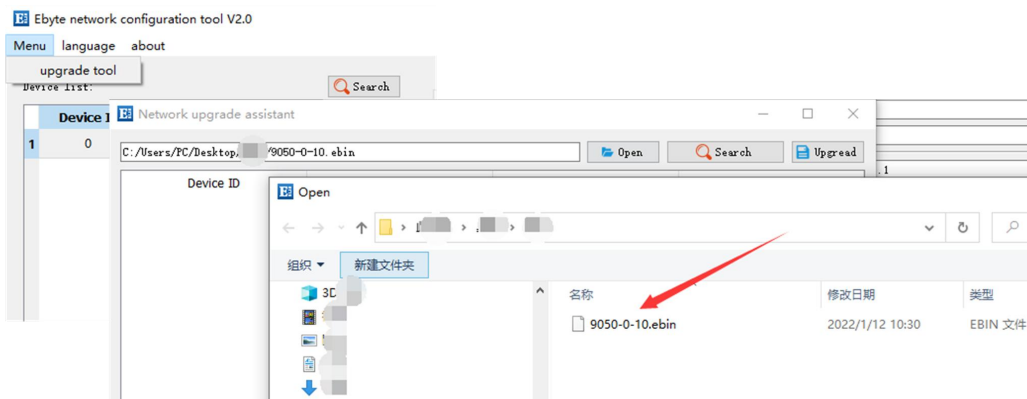 Ebyte network configuration tool V2.0
Menu language about
upgrade tool
Device list:
Search
Device
1 0
Network upgrade assistant
C:/Users/PC/Desktop/ /9050-0-10.ebin
Open
Search
Upgread
.1
Device ID
Open
组织 新建文件夹
3D
名称 修改日期 类型
9050-0-10.ebin 2022/1/12 10:30 EBIN 文件